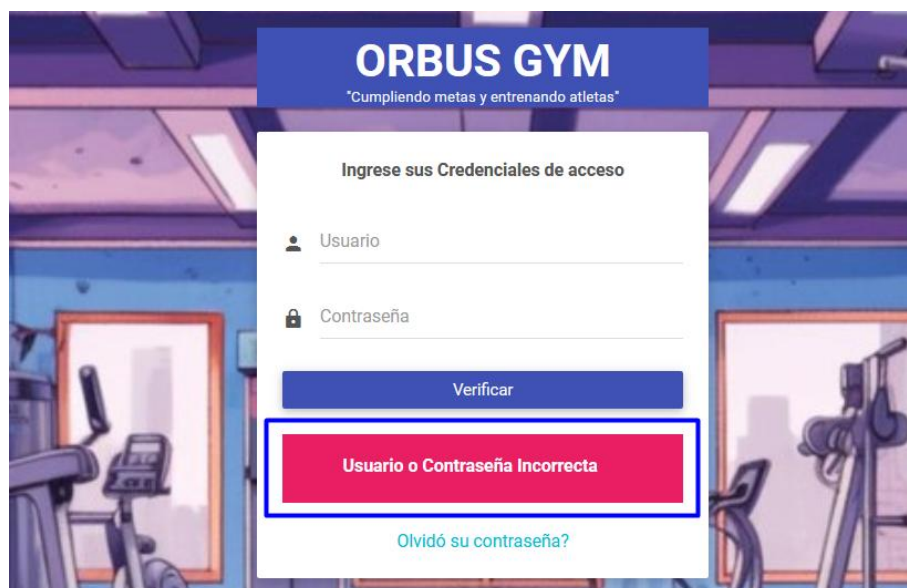 ORBUS GYM
"Cumpliendo metas y entrenando atletas"
Ingrese sus Credenciales de acceso
Usuario
Contraseña
Verificar
Usuario o Contraseña Incorrecta
Olvidó su contraseña?